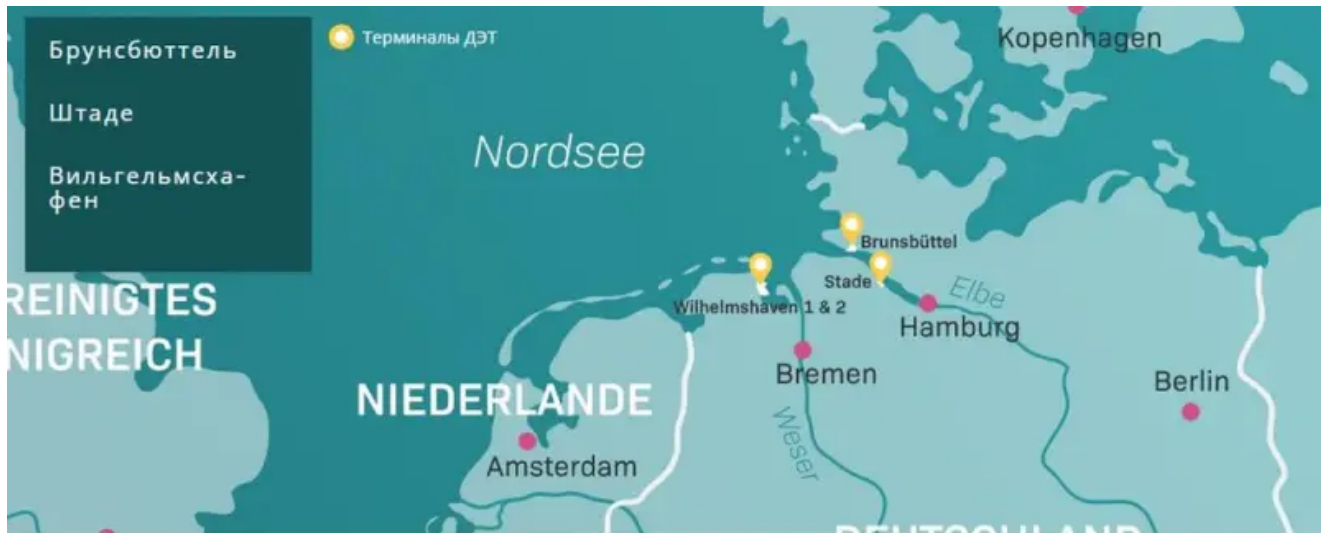 Брунсбюттель
Штаде
Вильгельмсха-
фен
Терминалы ДЭТ
Kopenhagen
Nordsee
Brunsbüttel
Stade
Elbe
Wilhelmshaven 1 & 2
Hamburg
REINIGTES
NIGREICH
Bremen
Berlin
NIEDERLANDE
Weser
Amsterdam
DEUTSCHLAND